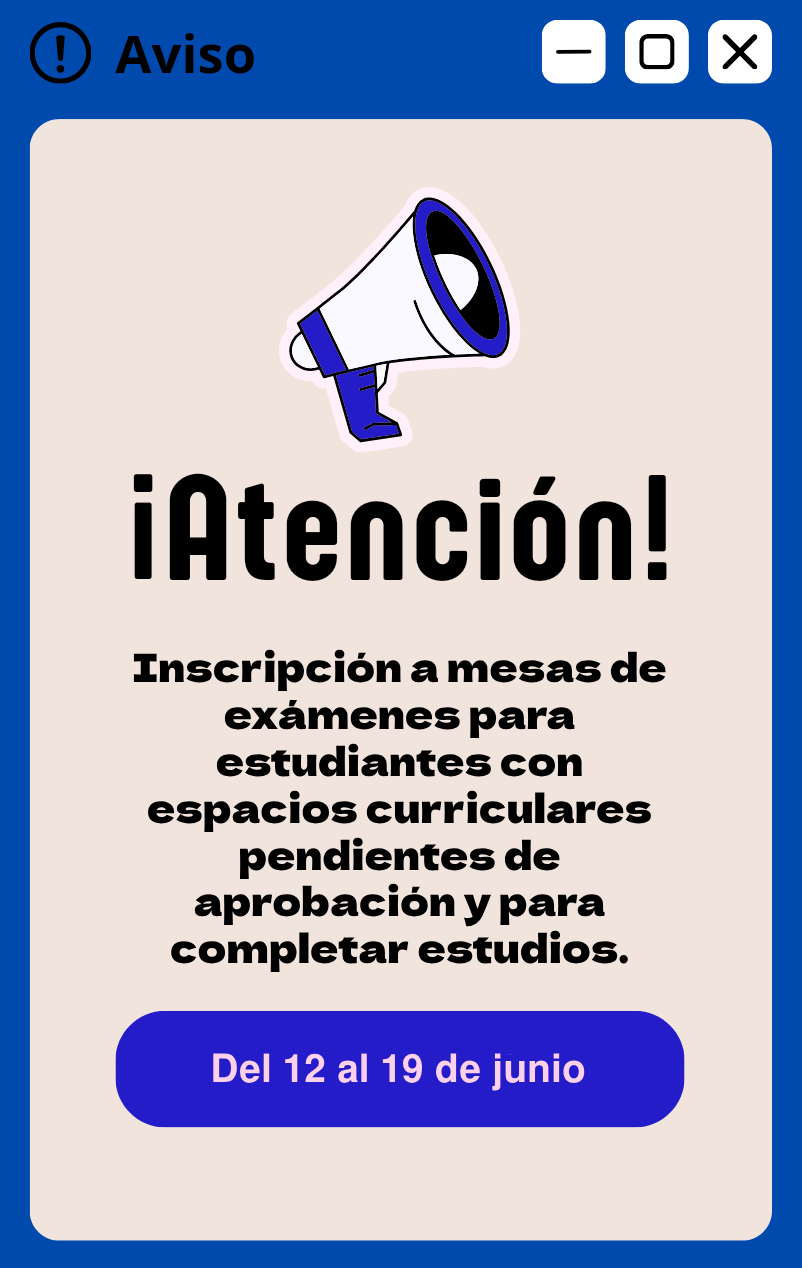 Aviso
¡Atención!
Inscripción a mesas de
exámenes para
estudiantes con
espacios curriculares
pendientes de
aprobación y para
completar estudios.
Del 12 al 19 de junio